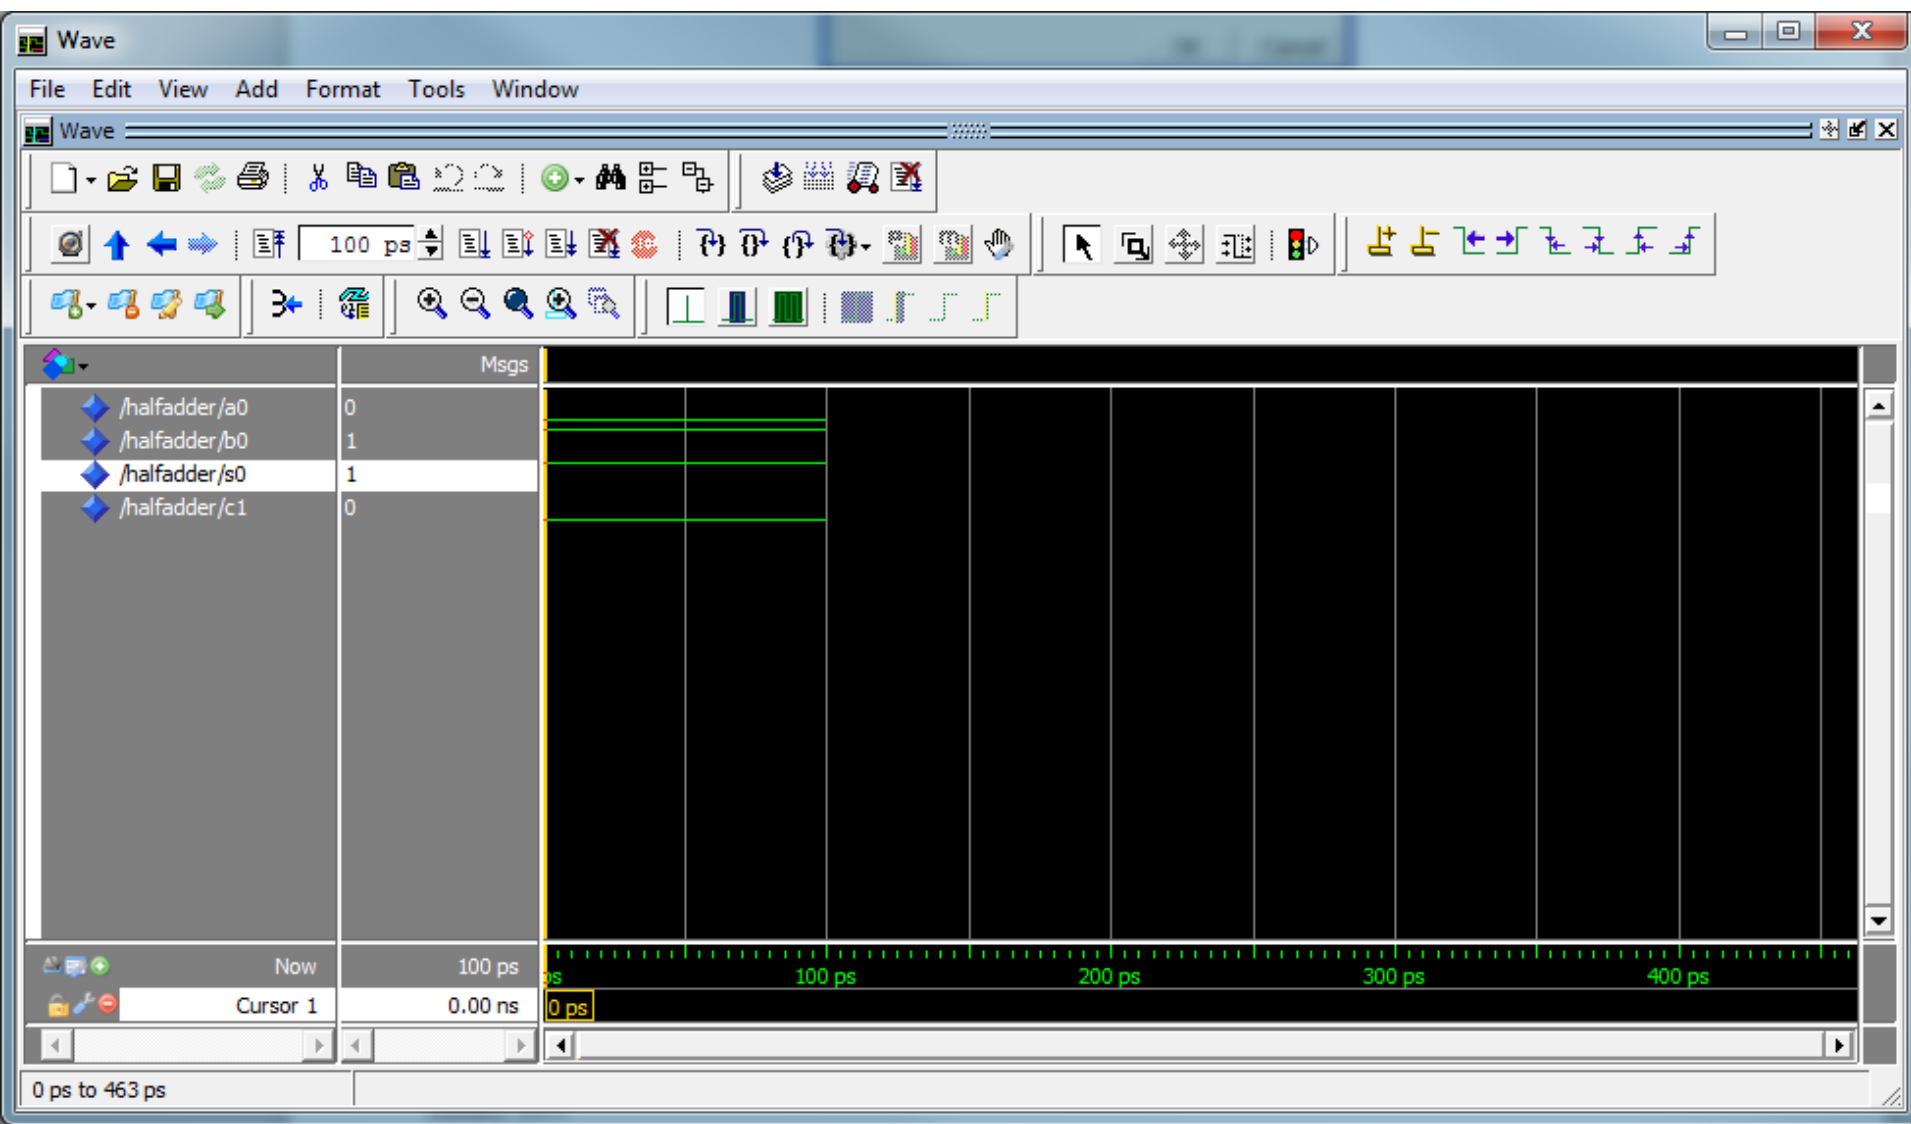 Wave
File Edit View Add Format Tools Window
Wave
100 ps
Msgs
/halfadder/a0 0
/halfadder/b0 1
/halfadder/s0 1
/halfadder/c1 0
Now 100 ps
100 ps 200 ps 300 ps 400 ps
Cursor 1 0.00 ns 0 ps
0 ps to 463 ps